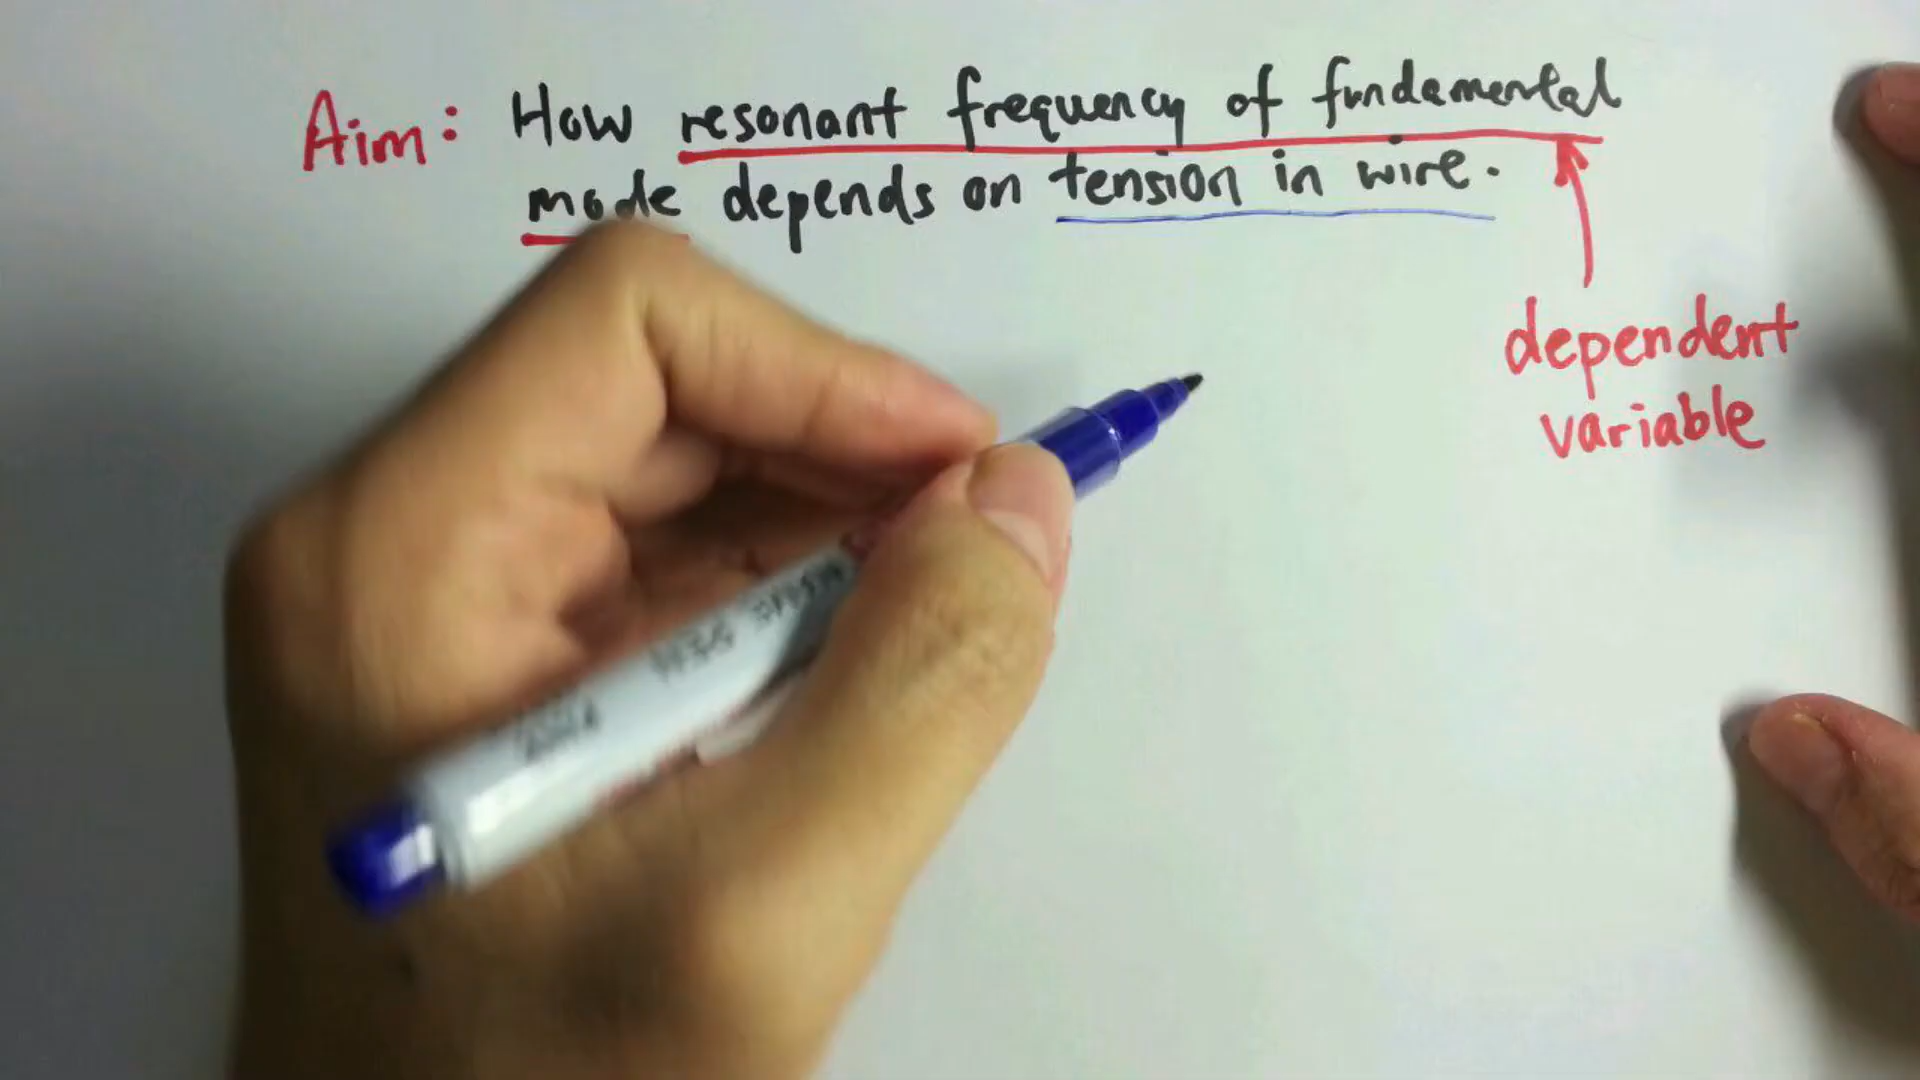 Aim: How resonant frequency of fundamental
mode depends on tension in wire.
dependent
variable